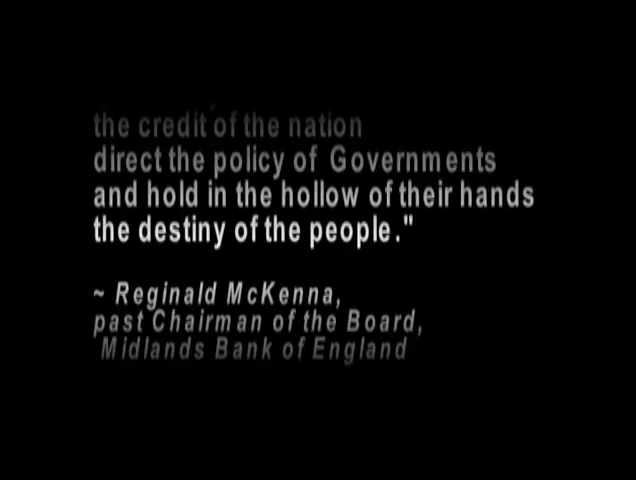 the credit of the nation
direct the policy of Governments
and hold in the hollow of their hands
the destiny of the people."
~ Reginald McKenna,
past Chairman of the Board,
Midlands Bank of England